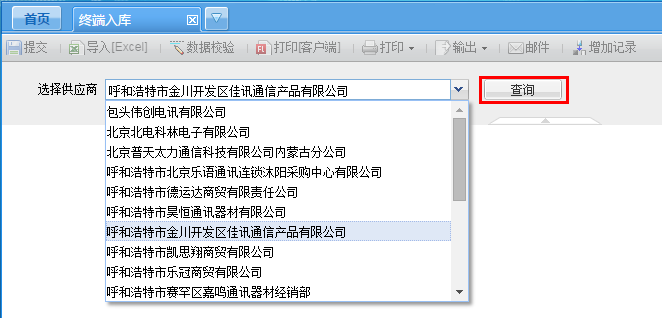 首页 终端入库
提交 导入[Excel] 数据校验 打印[客户端] 打印 输出 邮件 增加记录
选择供应商 呼和浩特市金川开发区佳讯通信产品有限公司 查询
包头伟创电讯有限公司
北京北电科林电子有限公司
北京普天太力通信科技有限公司内蒙古分公司
呼和浩特市北京乐语通讯连锁沐阳采购中心有限公司
呼和浩特市德运达商贸有限责任公司
呼和浩特市昊恒通讯器材有限公司
呼和浩特市金川开发区佳讯通信产品有限公司
呼和浩特市凯思翔商贸有限公司
呼和浩特市乐冠商贸有限公司
呼和浩特市赛罕区嘉鸣通讯器材经销部